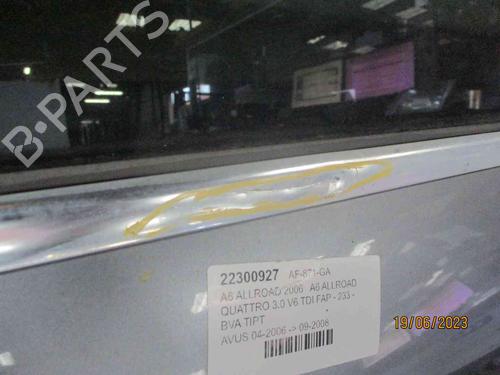 B-PARTS
22300927 AF-871-GA
A6 ALLROAD 2006 A6 ALLROAD
QUATTRO 3.0 V6 TDI FAP - 233 -
BVA TIPT
AVUS 04-2006 -> 09-2008
19/06/2023